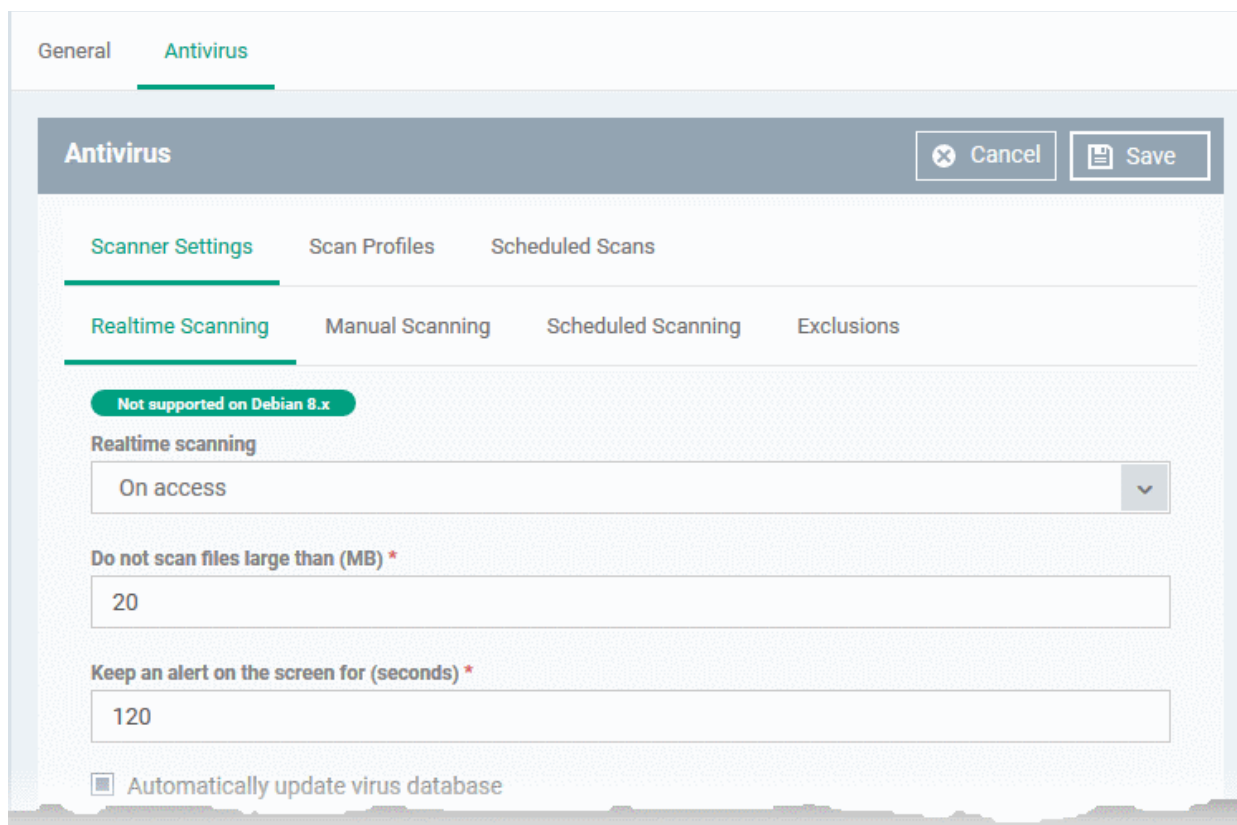 General Antivirus
Antivirus Cancel Save
Scanner Settings Scan Profiles Scheduled Scans
Realtime Scanning Manual Scanning Scheduled Scanning Exclusions
Not supported on Debian 8.x
Realtime scanning
On access
Do not scan files large than (MB) *
20
Keep an alert on the screen for (seconds) *
120
Automatically update virus database